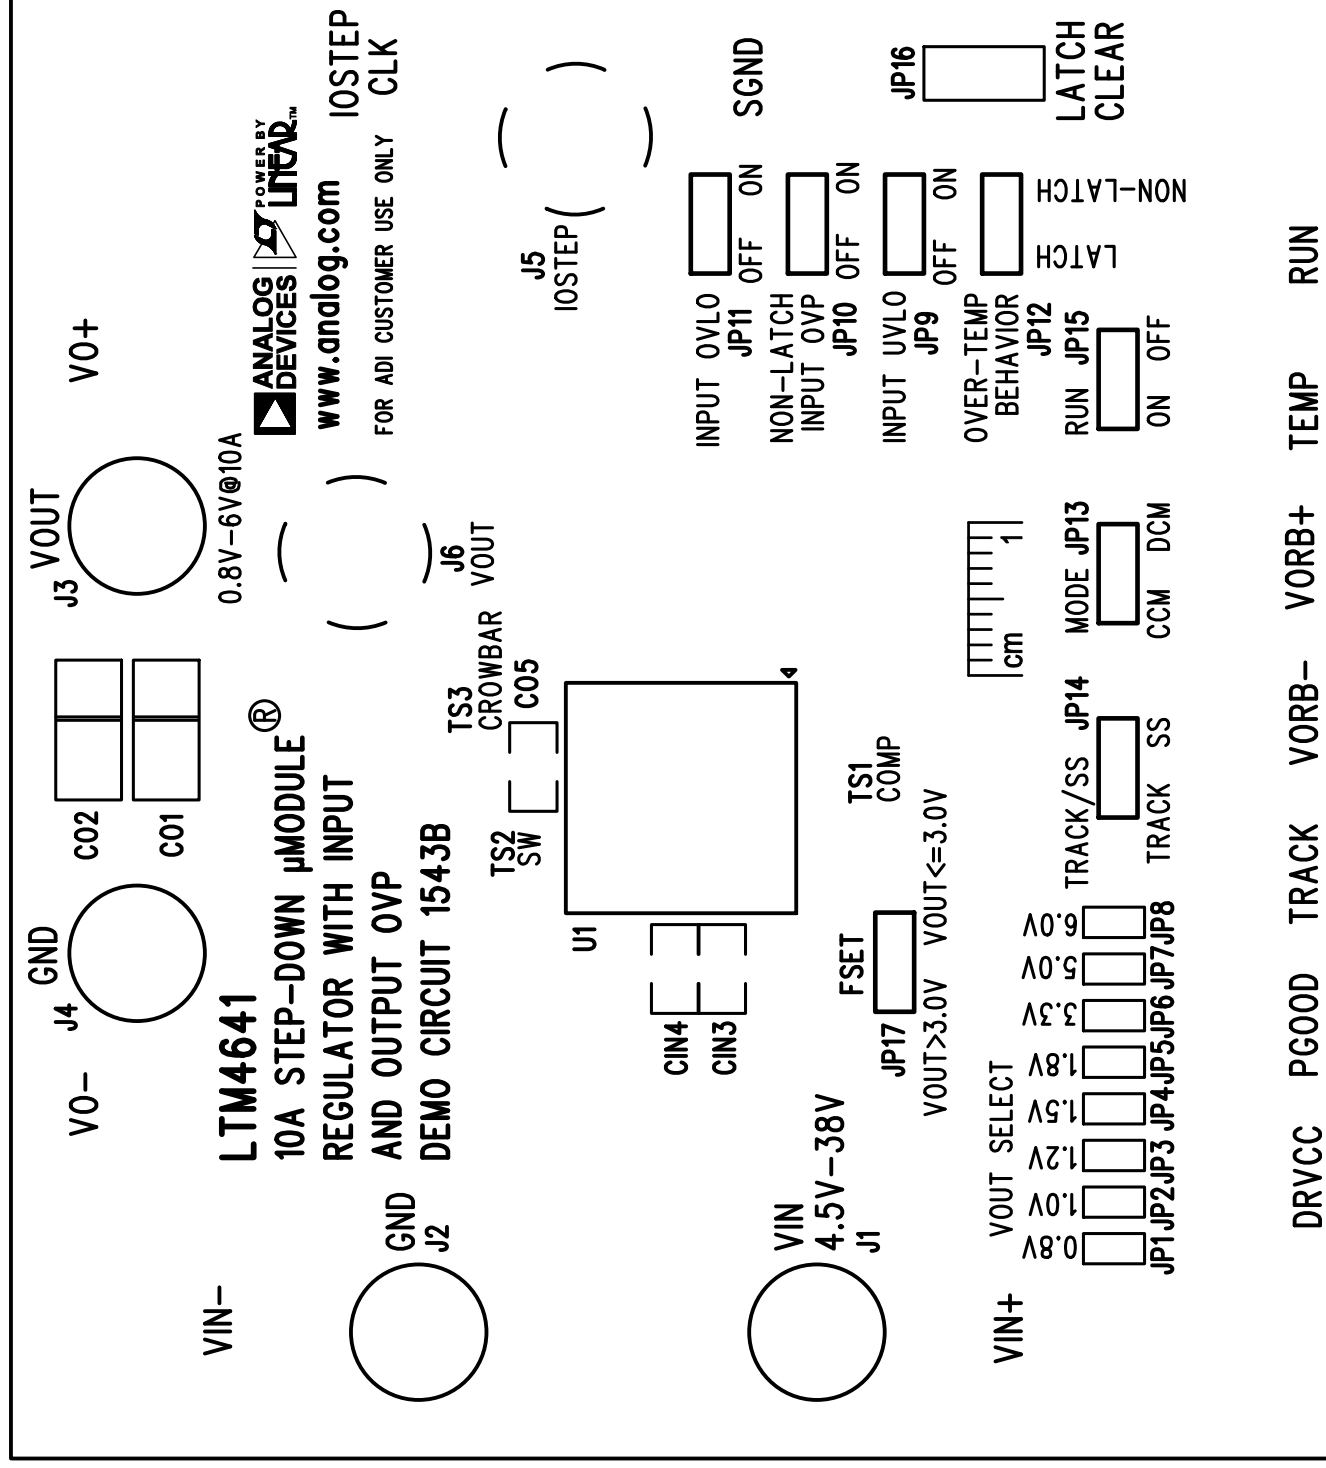 VIN-
GND
J2
VIN
4.5V-38V
J1
VIN+
VO-
GND
J4
LTM4641
10A STEP-DOWN µMODULE®
REGULATOR WITH INPUT
AND OUTPUT OVP
DEMO CIRCUIT 1543B
CO2
CO1
VOUT
J3
0.8V-6V@10A
VO+
ANALOG
DEVICES
POWER BY
LINEAR™
www.analog.com
FOR ADI CUSTOMER USE ONLY
IOSTEP
CLK
J6
VOUT
J5
IOSTEP
TS3
CROWBAR
CO5
TS2
SW
U1
CIN4
CIN3
TS1
COMP
FSET
JP17
VOUT>3.0V VOUT<=3.0V
SGND
INPUT OVLO
JP11
OFF ON
NON-LATCH
INPUT OVP
JP10
OFF ON
INPUT UVLO
JP9
OFF ON
OVER-TEMP
BEHAVIOR
JP12
LATCH
NON-LATCH
JP16
LATCH
CLEAR
cm
1
VOUT SELECT
0.8V
1.0V
1.2V
1.5V
1.8V
3.3V
5.0V
6.0V
JP1
JP2
JP3
JP4
JP5
JP6
JP7
JP8
TRACK/SS JP14
TRACK SS
MODE JP13
CCM DCM
RUN JP15
ON OFF
DRVCC
PGOOD
TRACK
VORB-
VORB+
TEMP
RUN